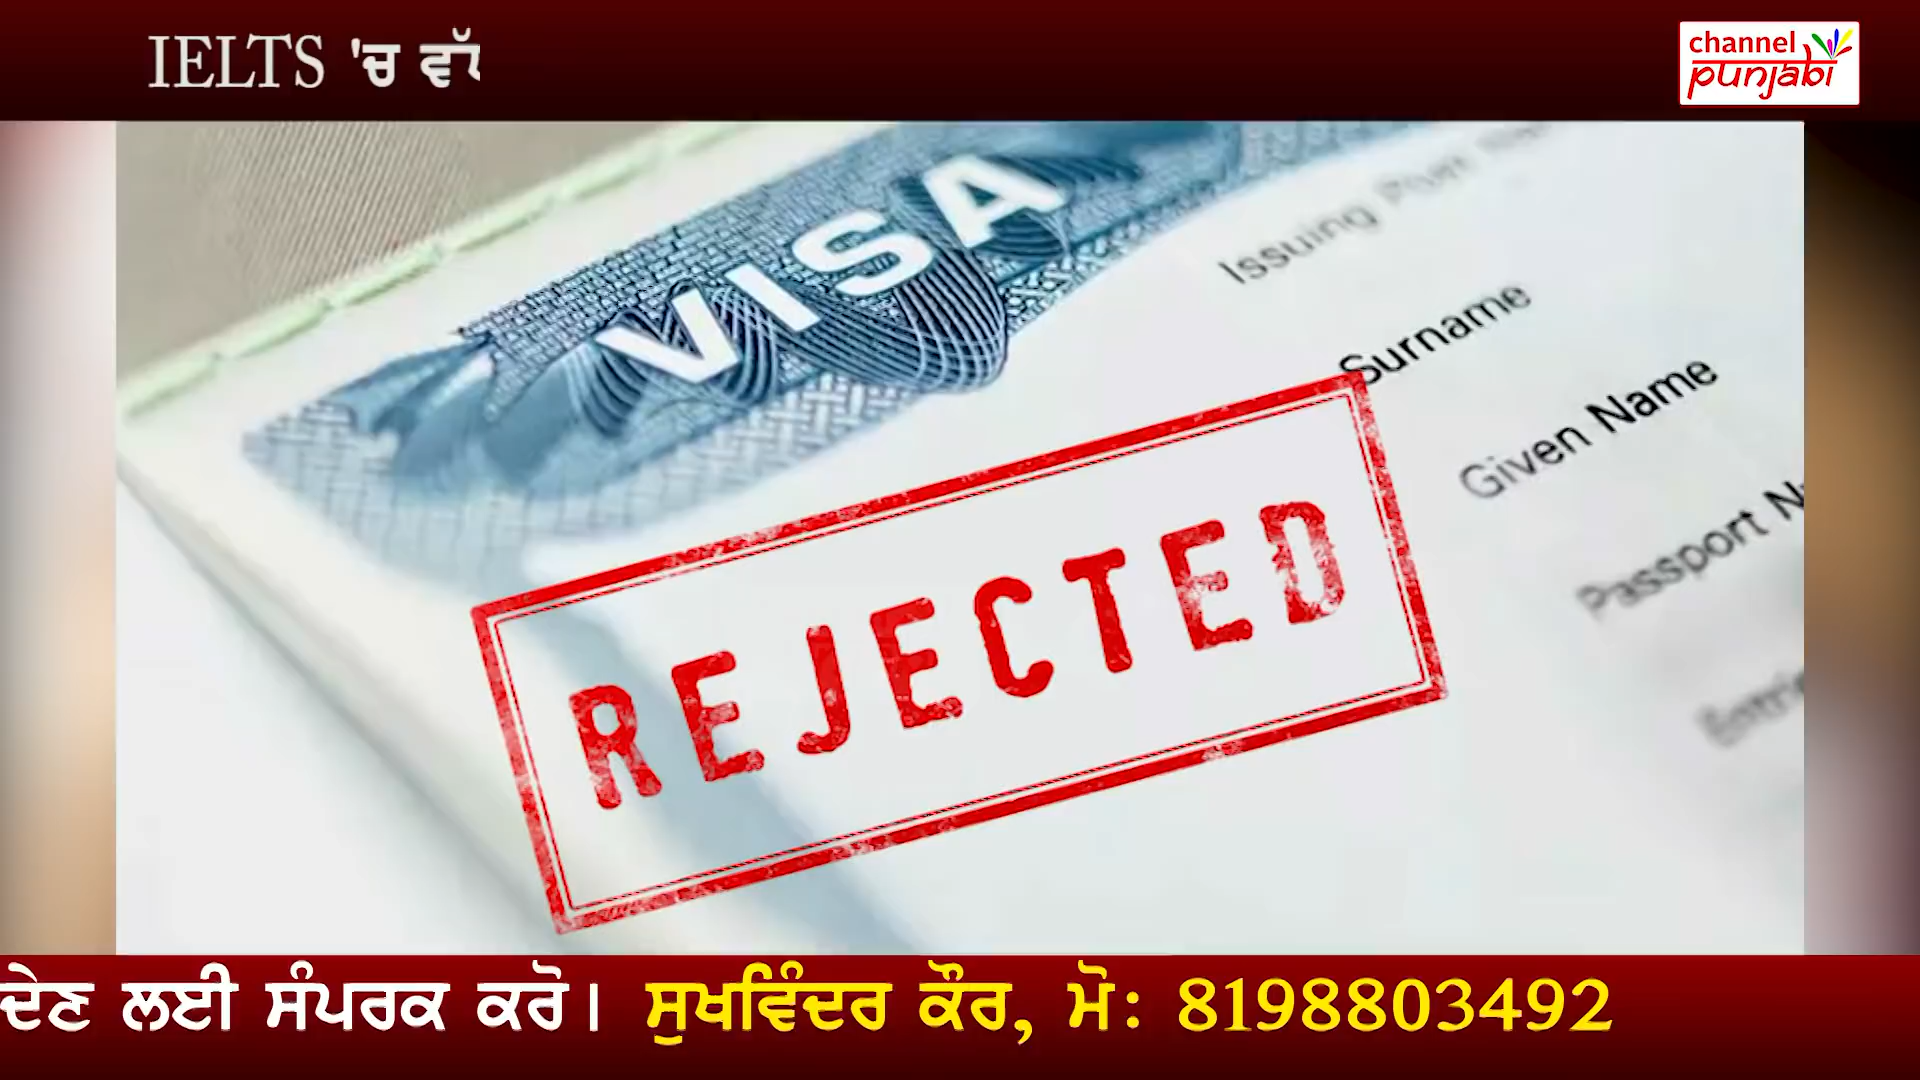 IELTS 'ਚ
channel
punjabi
VISA
Issuing
Surname
Given Name
Passport
REJECTED
ਦੇਣ ਲਈ ਸੰਪਰਕ ਕਰੋ। ਸੁਖਵਿੰਦਰ ਕੌਰ, ਮੋ: 8198803492